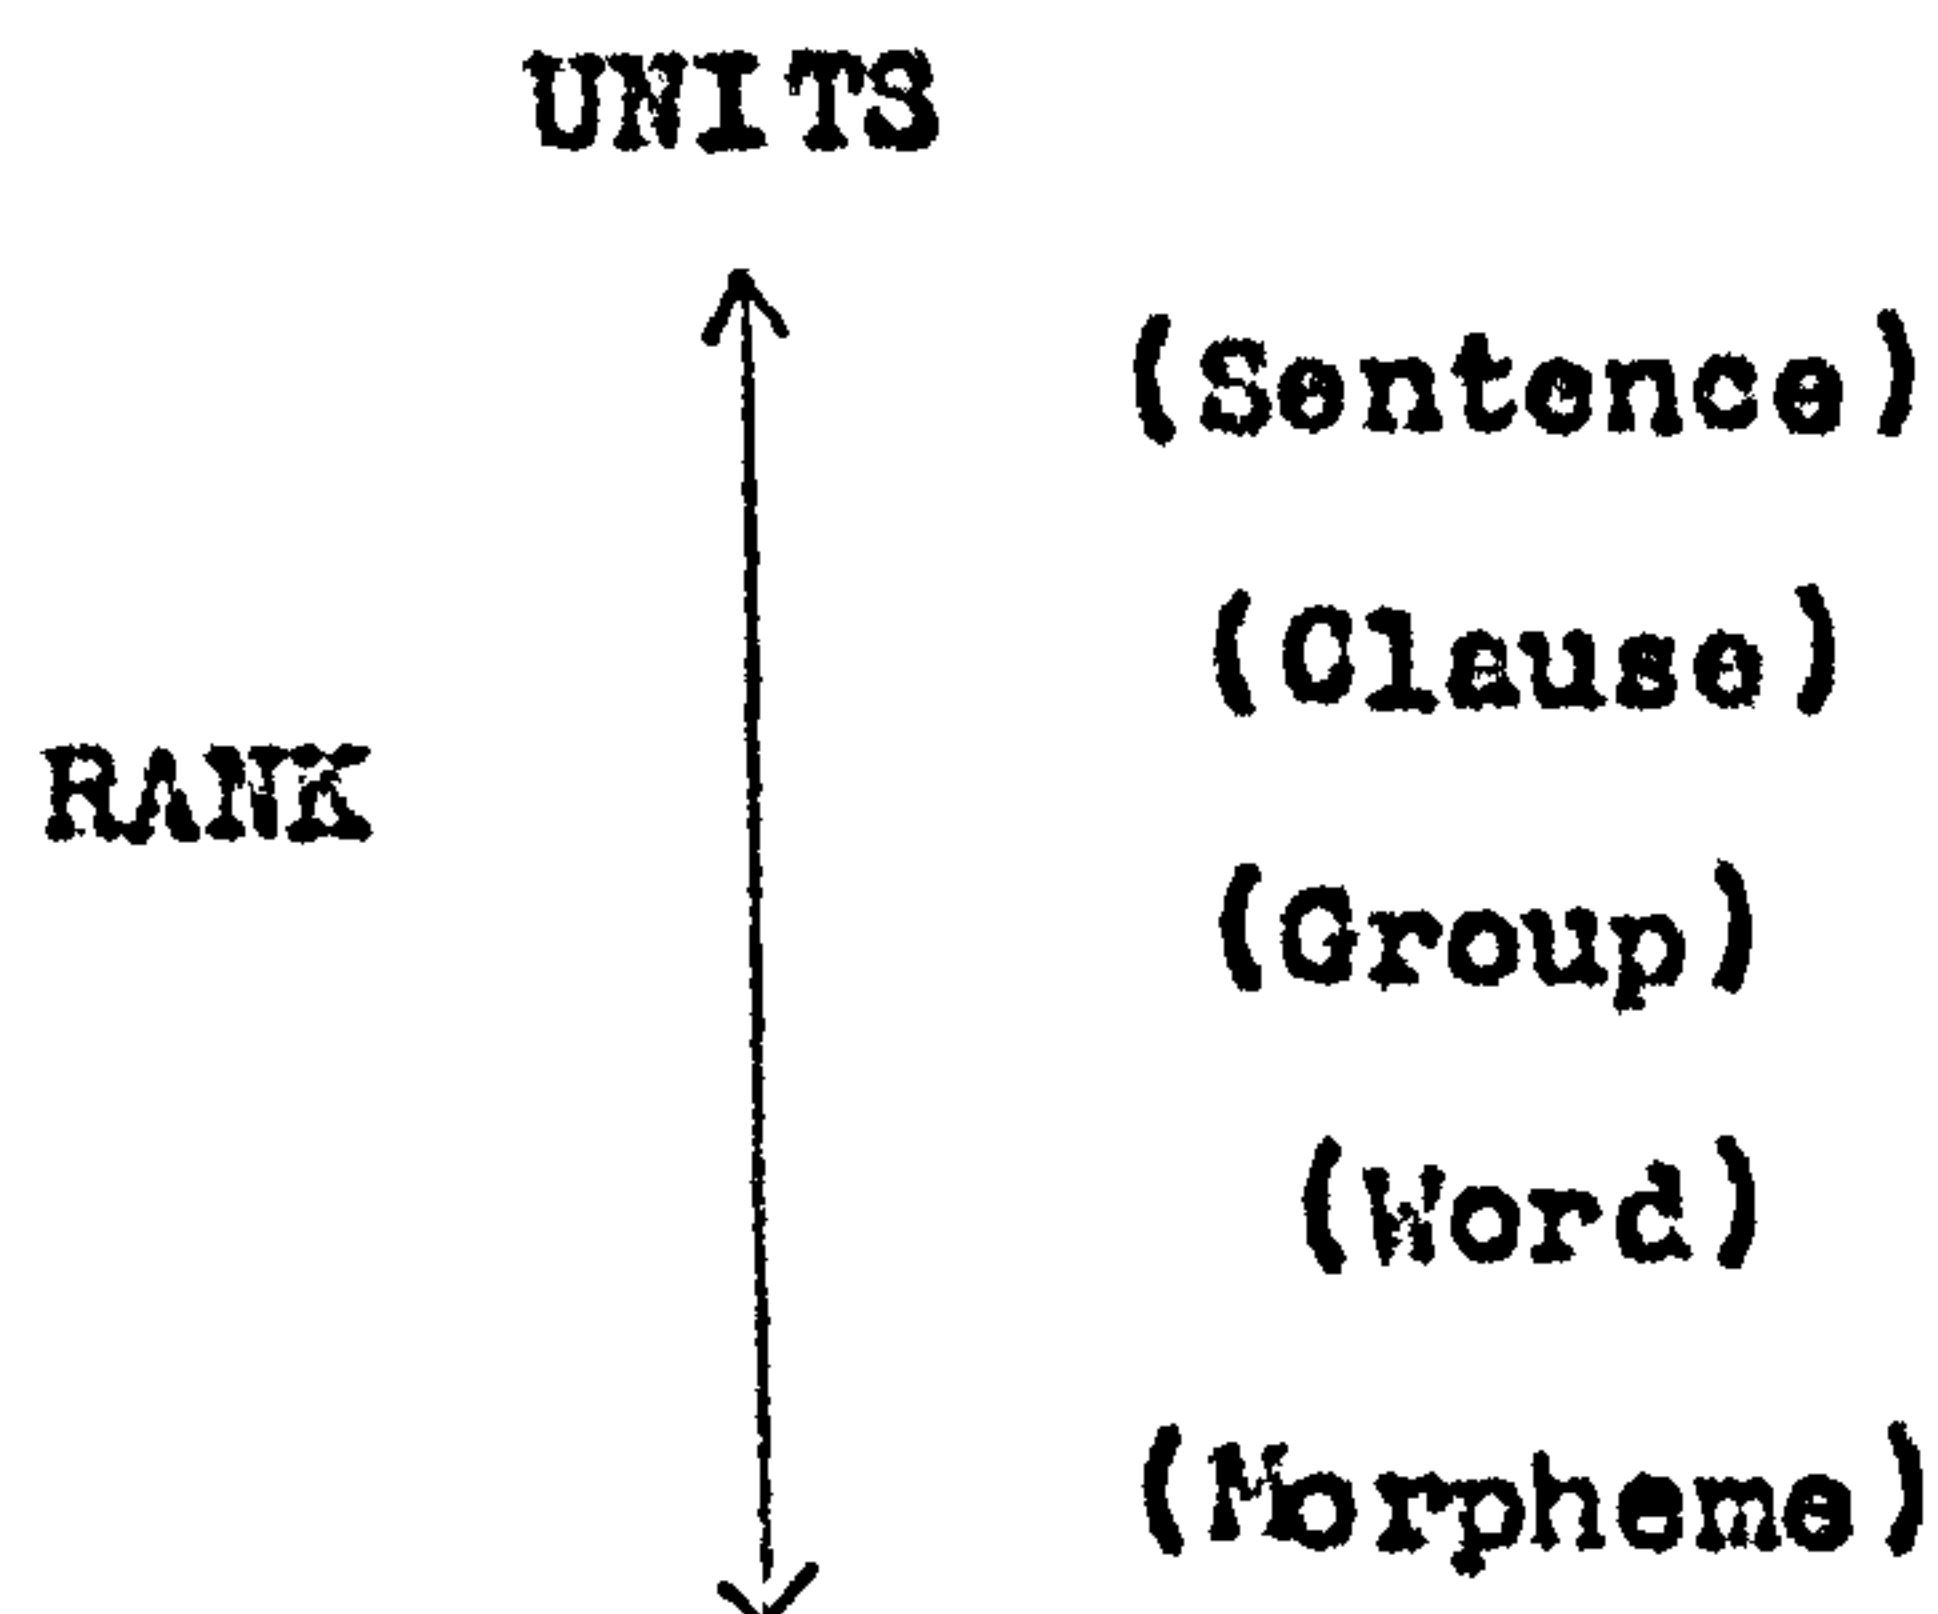 UNITS
(Sentence)
(Clause)
RANK
(Group)
(Word)
(Morpheme)